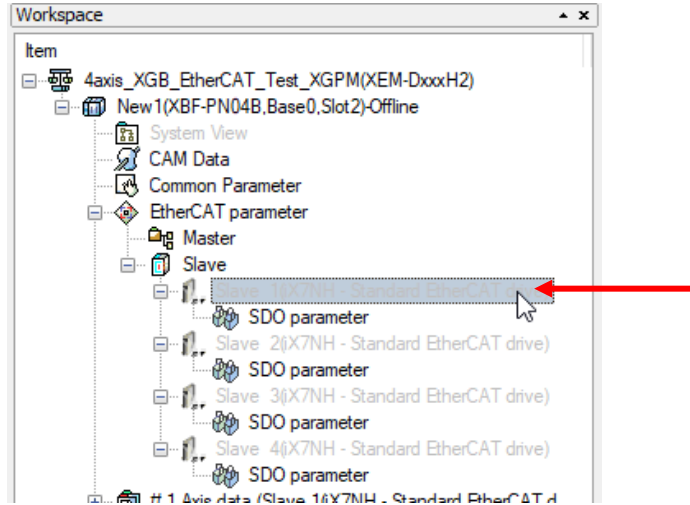 Workspace
Item
4axis_XGB_EtherCAT_Test_XGPM(XEM-DxxxH2)
New1(XBF-PN04B,Base0,Slot2)-Offline
System View
CAM Data
Common Parameter
EtherCAT parameter
Master
Slave
Slave 1(iX7NH - Standard EtherCAT drive)
SDO parameter
Slave 2(iX7NH - Standard EtherCAT drive)
SDO parameter
Slave 3(iX7NH - Standard EtherCAT drive)
SDO parameter
Slave 4(iX7NH - Standard EtherCAT drive)
SDO parameter
# 1 Axis data (Slave 1(iX7NH - Standard EtherCAT d